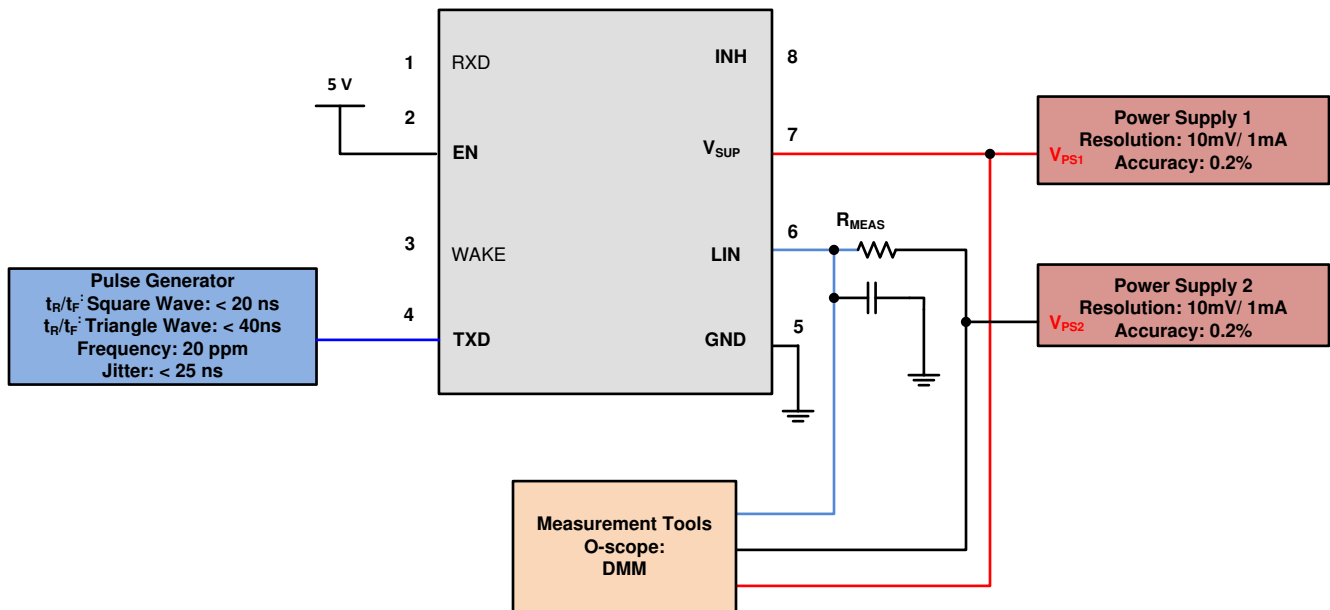 1
RXD
INH
8
5 V
2
EN
7
VSUP
Power Supply 1
Resolution: 10mV/ 1mA
VPS1
Accuracy: 0.2%
RMEAS
3
WAKE
6
LIN
Pulse Generator
tR/tF: Square Wave: < 20 ns
tR/tF: Triangle Wave: < 40ns
Frequency: 20 ppm
Jitter: < 25 ns
4
TXD
5
GND
Power Supply 2
Resolution: 10mV/ 1mA
VPS2
Accuracy: 0.2%
Measurement Tools
O-scope:
DMM